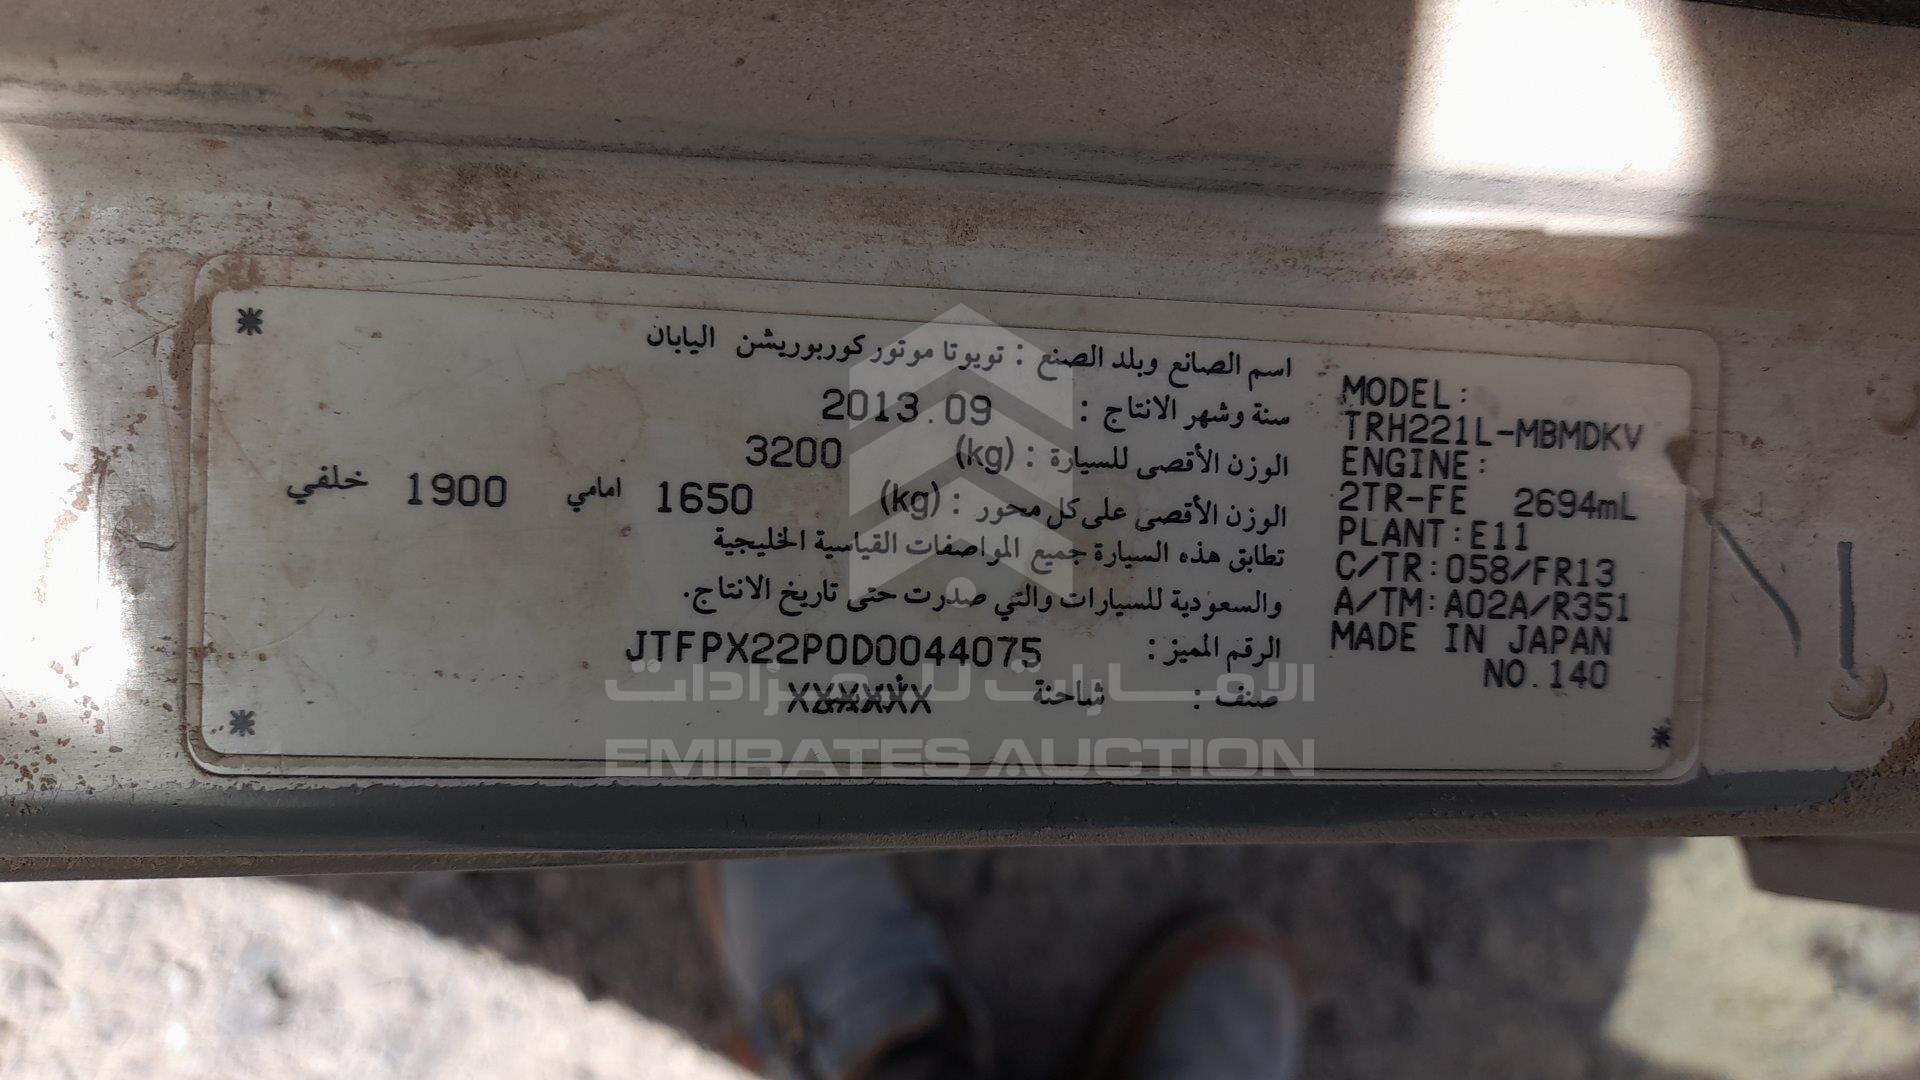 اسم الصانع وبلد الصنع : تويوتا موتور كوربوريشن اليابان
سنة وشهر الانتاج : 2013.09
الوزن الأقصى للسيارة : (kg) 3200
الوزن الأقصى على كل محور : (kg) 1650 امامي 1900 خلفي
تطابق هذه السيارة جميع المواصفات القياسية الخليجية
والسعودية للسيارات والتي صدرت حتى تاريخ الانتاج.
الرقم المميز: JTFPX22P0D0044075
صنف : شاحنة
MODEL:
TRH221L-MBMDKV
ENGINE:
2TR-FE 2694mL
PLANT:E11
C/TR:058/FR13
A/TM:A02A/R351
MADE IN JAPAN
NO.140
الإمارات للمزادات
EMIRATES AUCTION